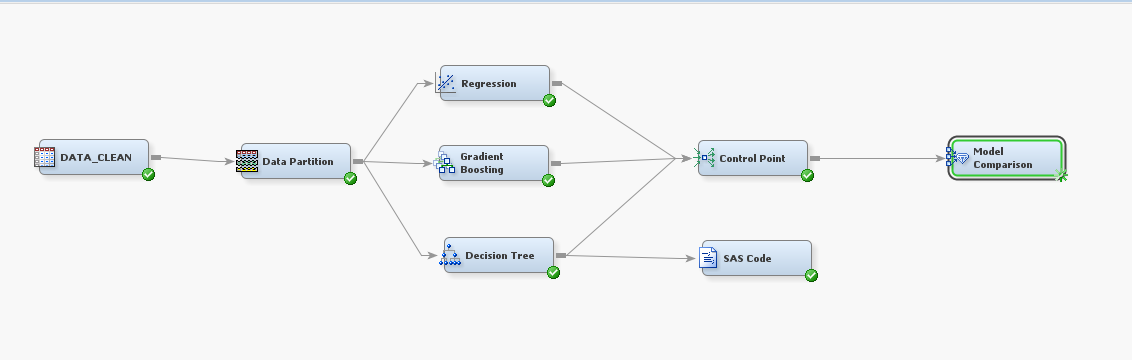 DATA_CLEAN
Data Partition
Regression
Gradient
Boosting
Decision Tree
Control Point
SAS Code
Model
Comparison